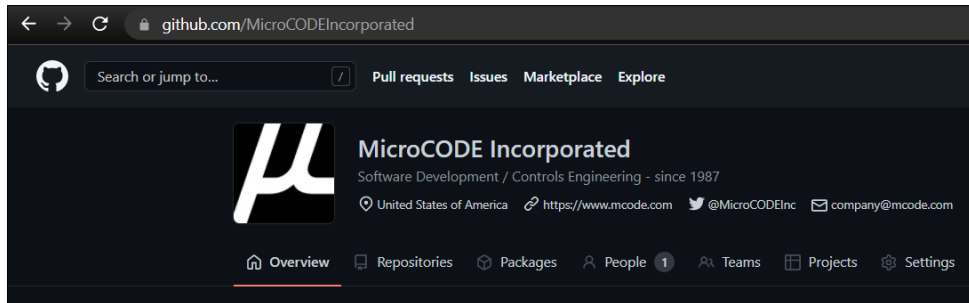 github.com/MicroCODEIncorporated
Search or jump to... / Pull requests Issues Marketplace Explore
µ
MicroCODE Incorporated
Software Development / Controls Engineering - since 1987
United States of America https://www.mcode.com @MicroCODEInc company@mcode.com
Overview Repositories Packages People 1 Teams Projects Settings